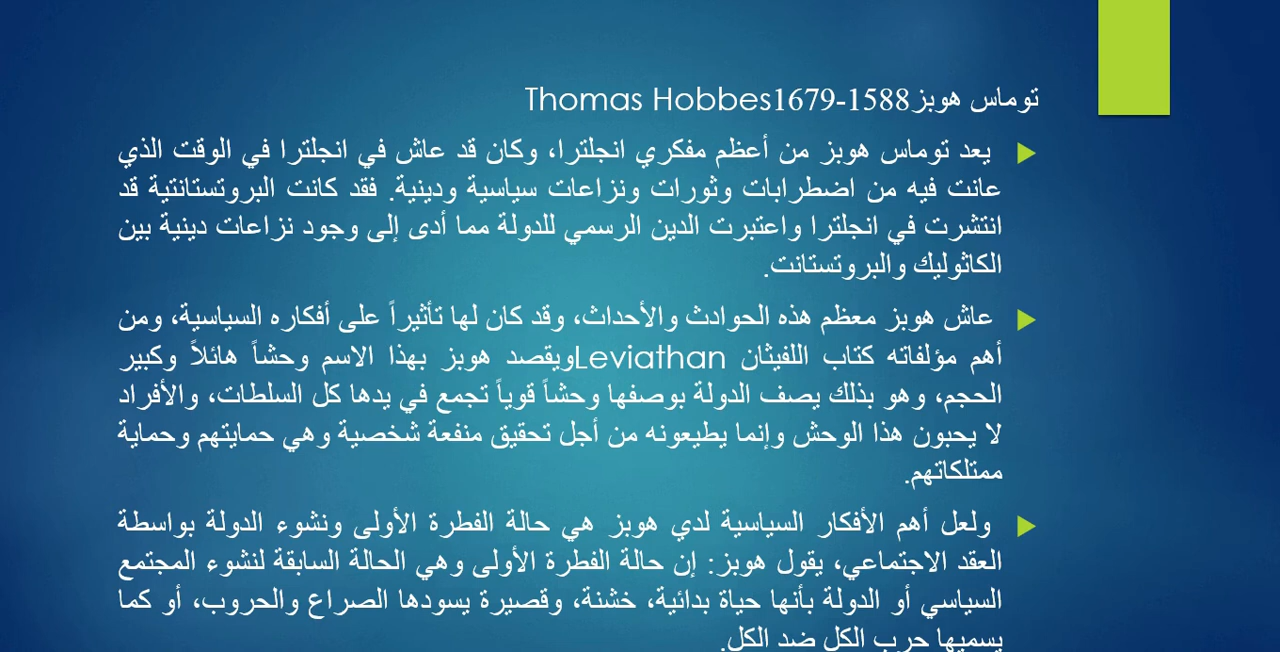 توماس هوبز1588-1679Thomas Hobbes
يعد توماس هوبز من أعظم مفكري انجلترا، وكان قد عاش في انجلترا في الوقت الذي
عانت فيه من اضطرابات وثورات ونزاعات سياسية ودينية. فقد كانت البروتستانتية قد
انتشرت في انجلترا واعتبرت الدين الرسمي للدولة مما أدى إلى وجود نزاعات دينية بين
الكاثوليك والبروتستانت.
عاش هوبز معظم هذه الحوادث والأحداث، وقد كان لها تأثيراً على أفكاره السياسية، ومن
أهم مؤلفاته كتاب اللفيثان Leviathanويقصد هوبز بهذا الاسم وحشاً هائلاً وكبير
الحجم، وهو بذلك يصف الدولة بوصفها وحشاً قوياً تجمع في يدها كل السلطات، والأفراد
لا يحبون هذا الوحش وإنما يطيعونه من أجل تحقيق منفعة شخصية وهي حمايتهم وحماية
ممتلكاتهم.
ولعل أهم الأفكار السياسية لدي هوبز هي حالة الفطرة الأولى ونشوء الدولة بواسطة
العقد الاجتماعي، يقول هوبز: إن حالة الفطرة الأولى وهي الحالة السابقة لنشوء المجتمع
السياسي أو الدولة بأنها حياة بدائية، خشنة، وقصيرة يسودها الصراع والحروب، أو كما
يسميها حرب الكل ضد الكل.